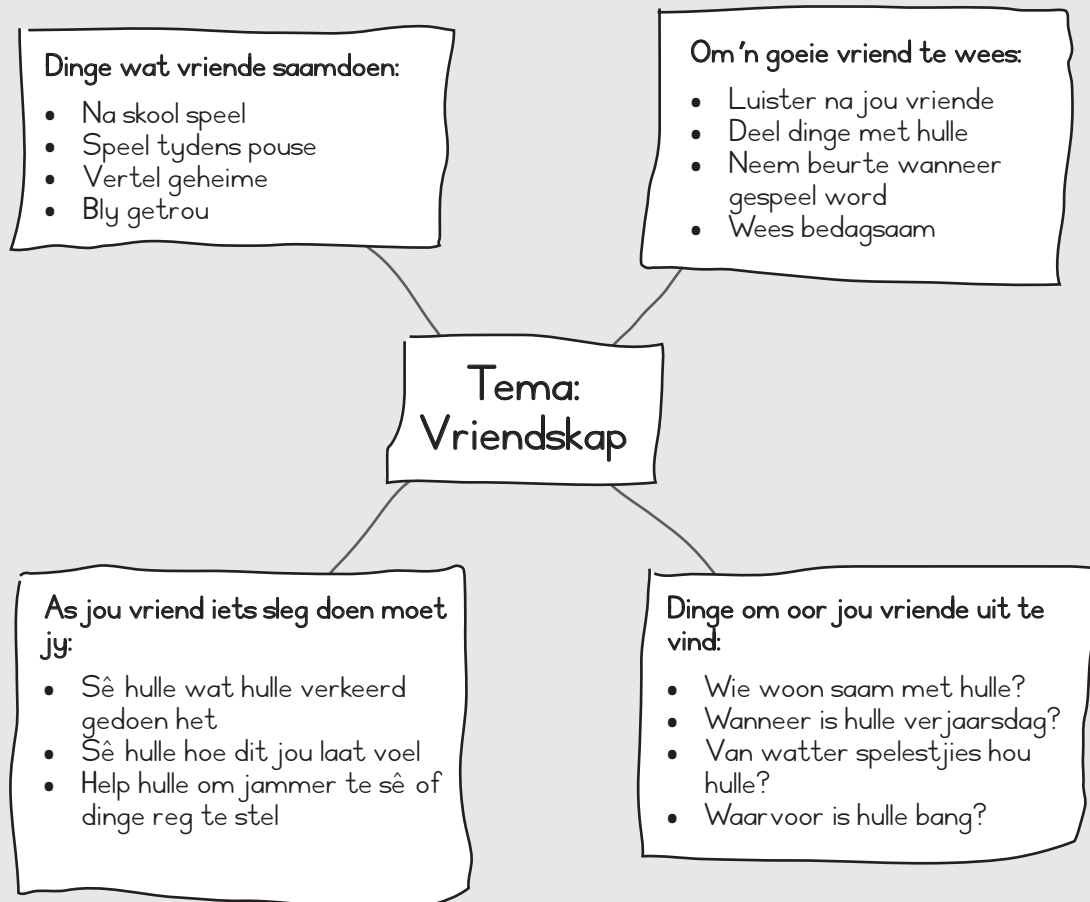 Dinge wat vriende saamdoen:
• Na skool speel
• Speel tydens pouse
• Vertel geheime
• Bly getrou
Om 'n goeie vriend te wees:
• Luister na jou vriende
• Deel dinge met hulle
• Neem beurte wanneer
gespeel word
• Wees bedagsaam
Tema:
Vriendskap
As jou vriend iets sleg doen moet
jy:
• Sê hulle wat hulle verkeerd
gedoen het
• Sê hulle hoe dit jou laat voel
• Help hulle om jammer te sê of
dinge reg te stel
Dinge om oor jou vriende uit te
vind:
• Wie woon saam met hulle?
• Wanneer is hulle verjaarsdag?
• Van watter spelestjies hou
hulle?
• Waarvoor is hulle bang?